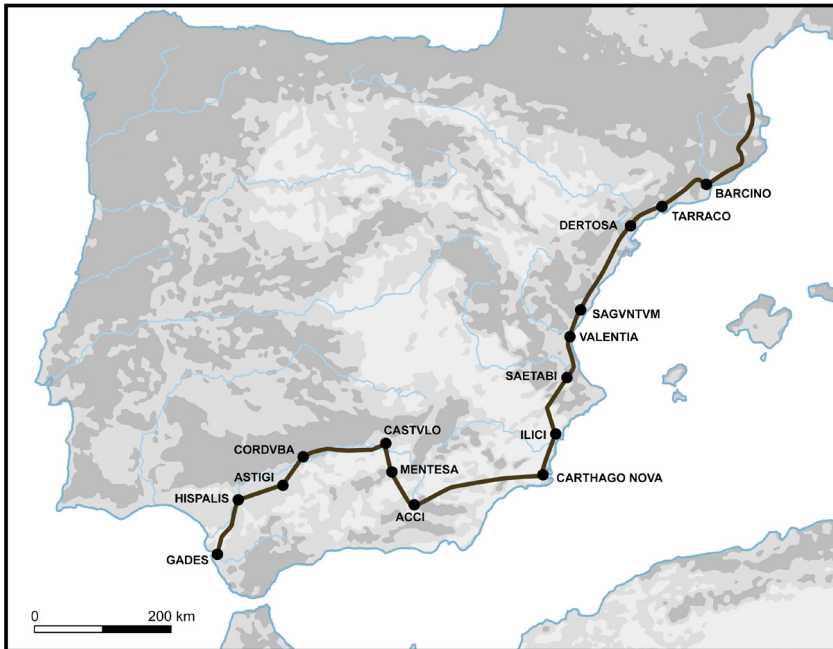 BARCINO
TARRACO
DERTOSA
SAGVNTVM
VALENTIA
SAETABI
CASTVLO
ILICI
CORDVBA
MENTESA
CARTHAGO NOVA
ASTIGI
HISPALIS
ACCI
GADES
0 200 km